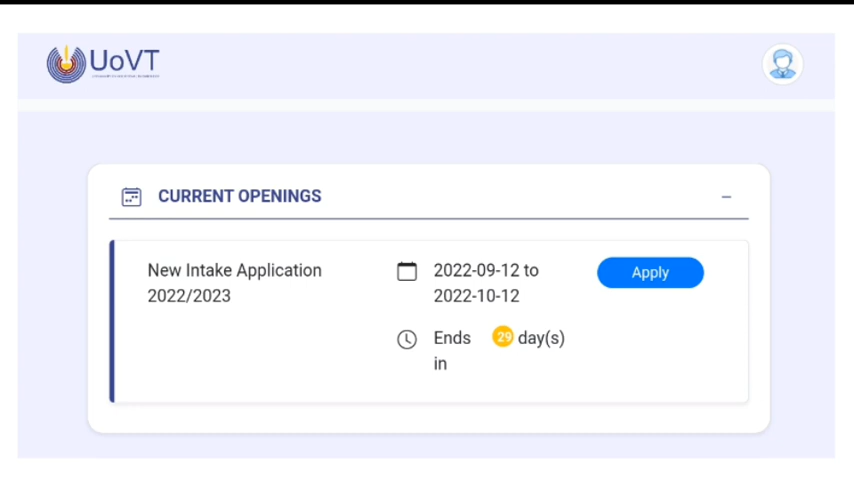 UoVT
CURRENT OPENINGS
New Intake Application
2022/2023
2022-09-12 to
2022-10-12
Apply
Ends 29 day(s)
in